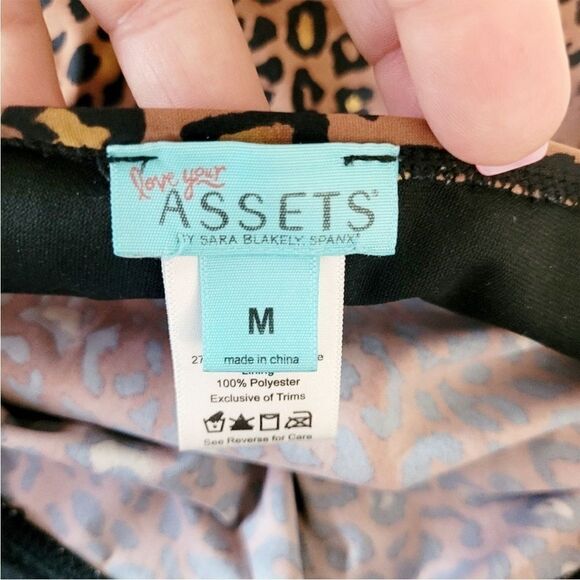 love your
ASSETS®
BY SARA BLAKELY, SPANX®
M
made in china
27
Lining
100% Polyester
Exclusive of Trims
See Reverse for Care